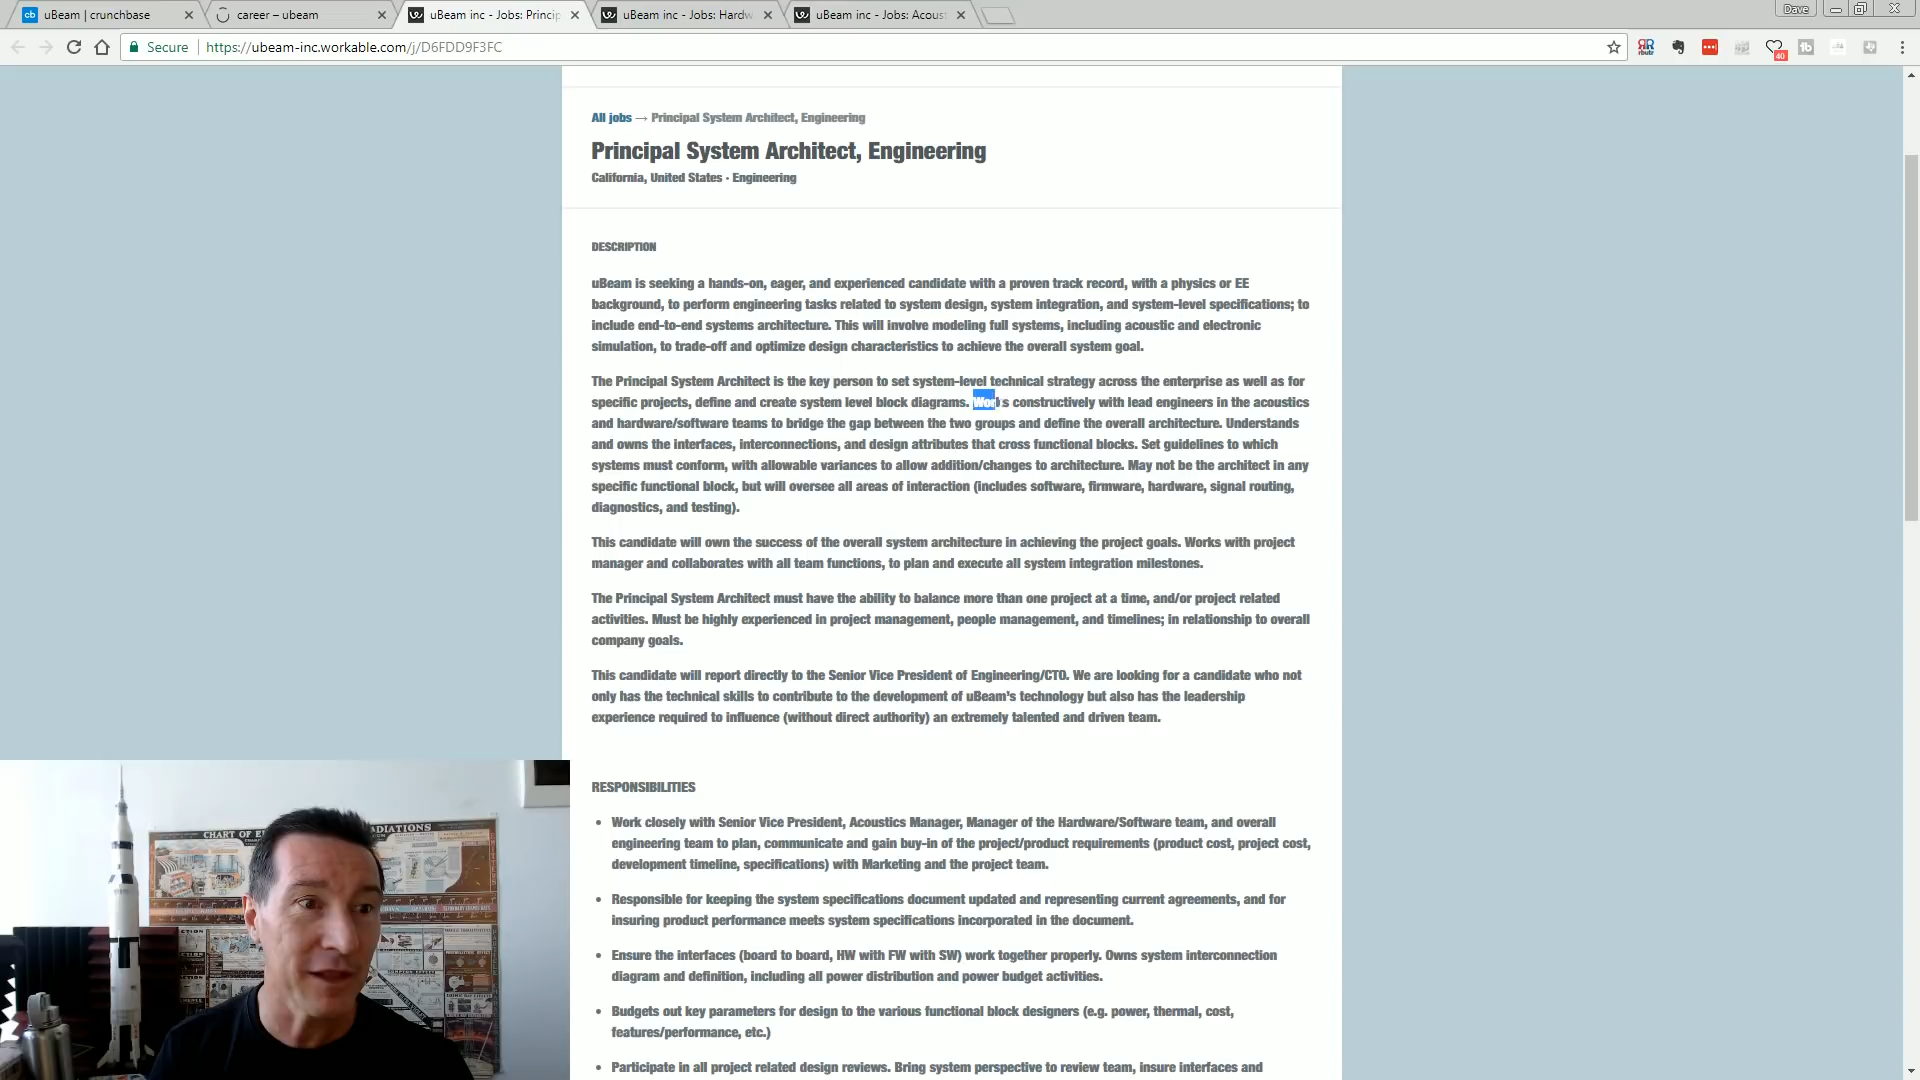 uBeam | crunchbase
career – ubeam
uBeam inc - Jobs: Princip
uBeam inc - Jobs: Hardw
uBeam inc - Jobs: Acoust
Dave
Secure
https://ubeam-inc.workable.com/j/D6FDD9F3FC
40
All jobs → Principal System Architect, Engineering
Principal System Architect, Engineering
California, United States · Engineering
DESCRIPTION
uBeam is seeking a hands-on, eager, and experienced candidate with a proven track record, with a physics or EE
background, to perform engineering tasks related to system design, system integration, and system-level specifications; to
include end-to-end systems architecture. This will involve modeling full systems, including acoustic and electronic
simulation, to trade-off and optimize design characteristics to achieve the overall system goal.
The Principal System Architect is the key person to set system-level technical strategy across the enterprise as well as for
specific projects, define and create system level block diagrams. Works constructively with lead engineers in the acoustics
and hardware/software teams to bridge the gap between the two groups and define the overall architecture. Understands
and owns the interfaces, interconnections, and design attributes that cross functional blocks. Set guidelines to which
systems must conform, with allowable variances to allow addition/changes to architecture. May not be the architect in any
specific functional block, but will oversee all areas of interaction (includes software, firmware, hardware, signal routing,
diagnostics, and testing).
This candidate will own the success of the overall system architecture in achieving the project goals. Works with project
manager and collaborates with all team functions, to plan and execute all system integration milestones.
The Principal System Architect must have the ability to balance more than one project at a time, and/or project related
activities. Must be highly experienced in project management, people management, and timelines; in relationship to overall
company goals.
This candidate will report directly to the Senior Vice President of Engineering/CTO. We are looking for a candidate who not
only has the technical skills to contribute to the development of uBeam's technology but also has the leadership
experience required to influence (without direct authority) an extremely talented and driven team.
RESPONSIBILITIES
Work closely with Senior Vice President, Acoustics Manager, Manager of the Hardware/Software team, and overall
engineering team to plan, communicate and gain buy-in of the project/product requirements (product cost, project cost,
development timeline, specifications) with Marketing and the project team.
Responsible for keeping the system specifications document updated and representing current agreements, and for
insuring product performance meets system specifications incorporated in the document.
Ensure the interfaces (board to board, HW with FW with SW) work together properly. Owns system interconnection
diagram and definition, including all power distribution and power budget activities.
Budgets out key parameters for design to the various functional block designers (e.g. power, thermal, cost,
features/performance, etc.)
Participate in all project related design reviews. Bring system perspective to review team, insure interfaces and
CHART OF E
RADIATIONS